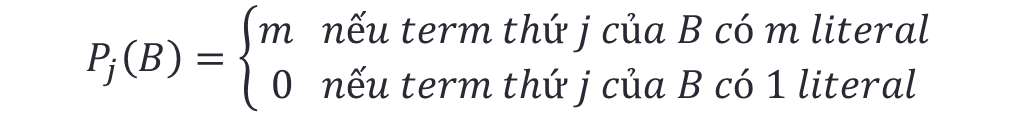 P_j(B) = { m nếu term thứ j của B có m literal
0 nếu term thứ j của B có 1 literal